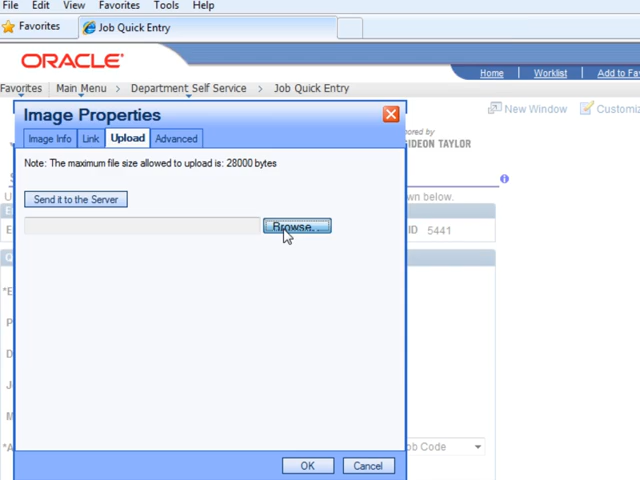 File Edit View Favorites Tools Help
Favorites Job Quick Entry
ORACLE
Home Worklist Add to Fa
Favorites Main Menu > Department Self Service > Job Quick Entry
New Window Customiz
Image Properties
ored by
IDEON TAYLOR
Image Info Link Upload Advanced
Note: The maximum file size allowed to upload is: 28000 bytes
Send it to the Server
wn below.
Browse...
ID 5441
ob Code
OK Cancel